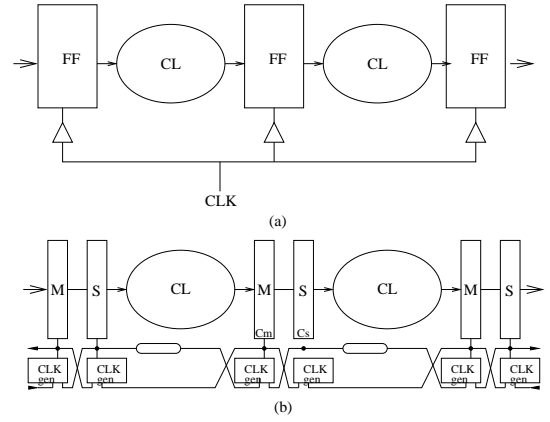 FF CL FF CL FF
CLK
(a)
M S CL M S CL M S
Cm Cs
CLK CLK CLK CLK CLK CLK
gen gen gen gen gen gen
(b)